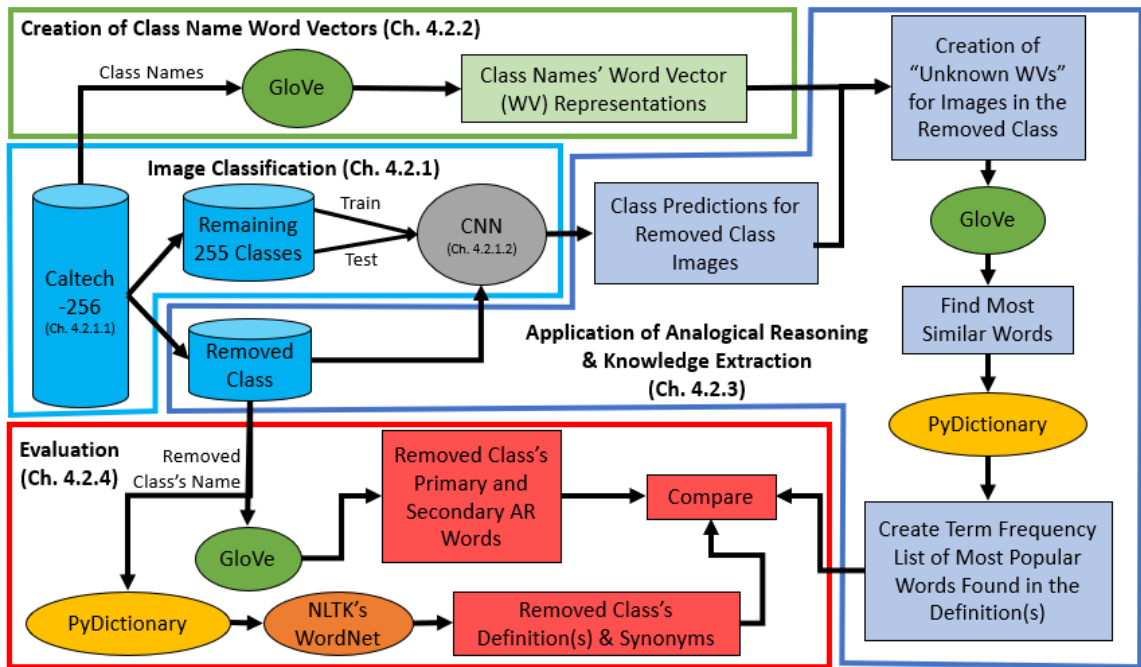 Creation of Class Name Word Vectors (Ch. 4.2.2)
Class Names
GloVe
Class Names' Word Vector
(WV) Representations
Creation of
"Unknown WVs"
for Images in the
Removed Class
Image Classification (Ch. 4.2.1)
Caltech
-256
(Ch. 4.2.1.1)
Remaining
255 Classes
Train
Test
CNN
(Ch. 4.2.1.2)
Class Predictions for
Removed Class
Images
GloVe
Removed
Class
Application of Analogical Reasoning
& Knowledge Extraction
(Ch. 4.2.3)
Find Most
Similar Words
PyDictionary
Create Term Frequency
List of Most Popular
Words Found in the
Definition(s)
Evaluation
(Ch. 4.2.4)
Removed
Class's Name
GloVe
Removed Class's
Primary and
Secondary AR
Words
Compare
PyDictionary
NLTK's
WordNet
Removed Class's
Definition(s) & Synonyms